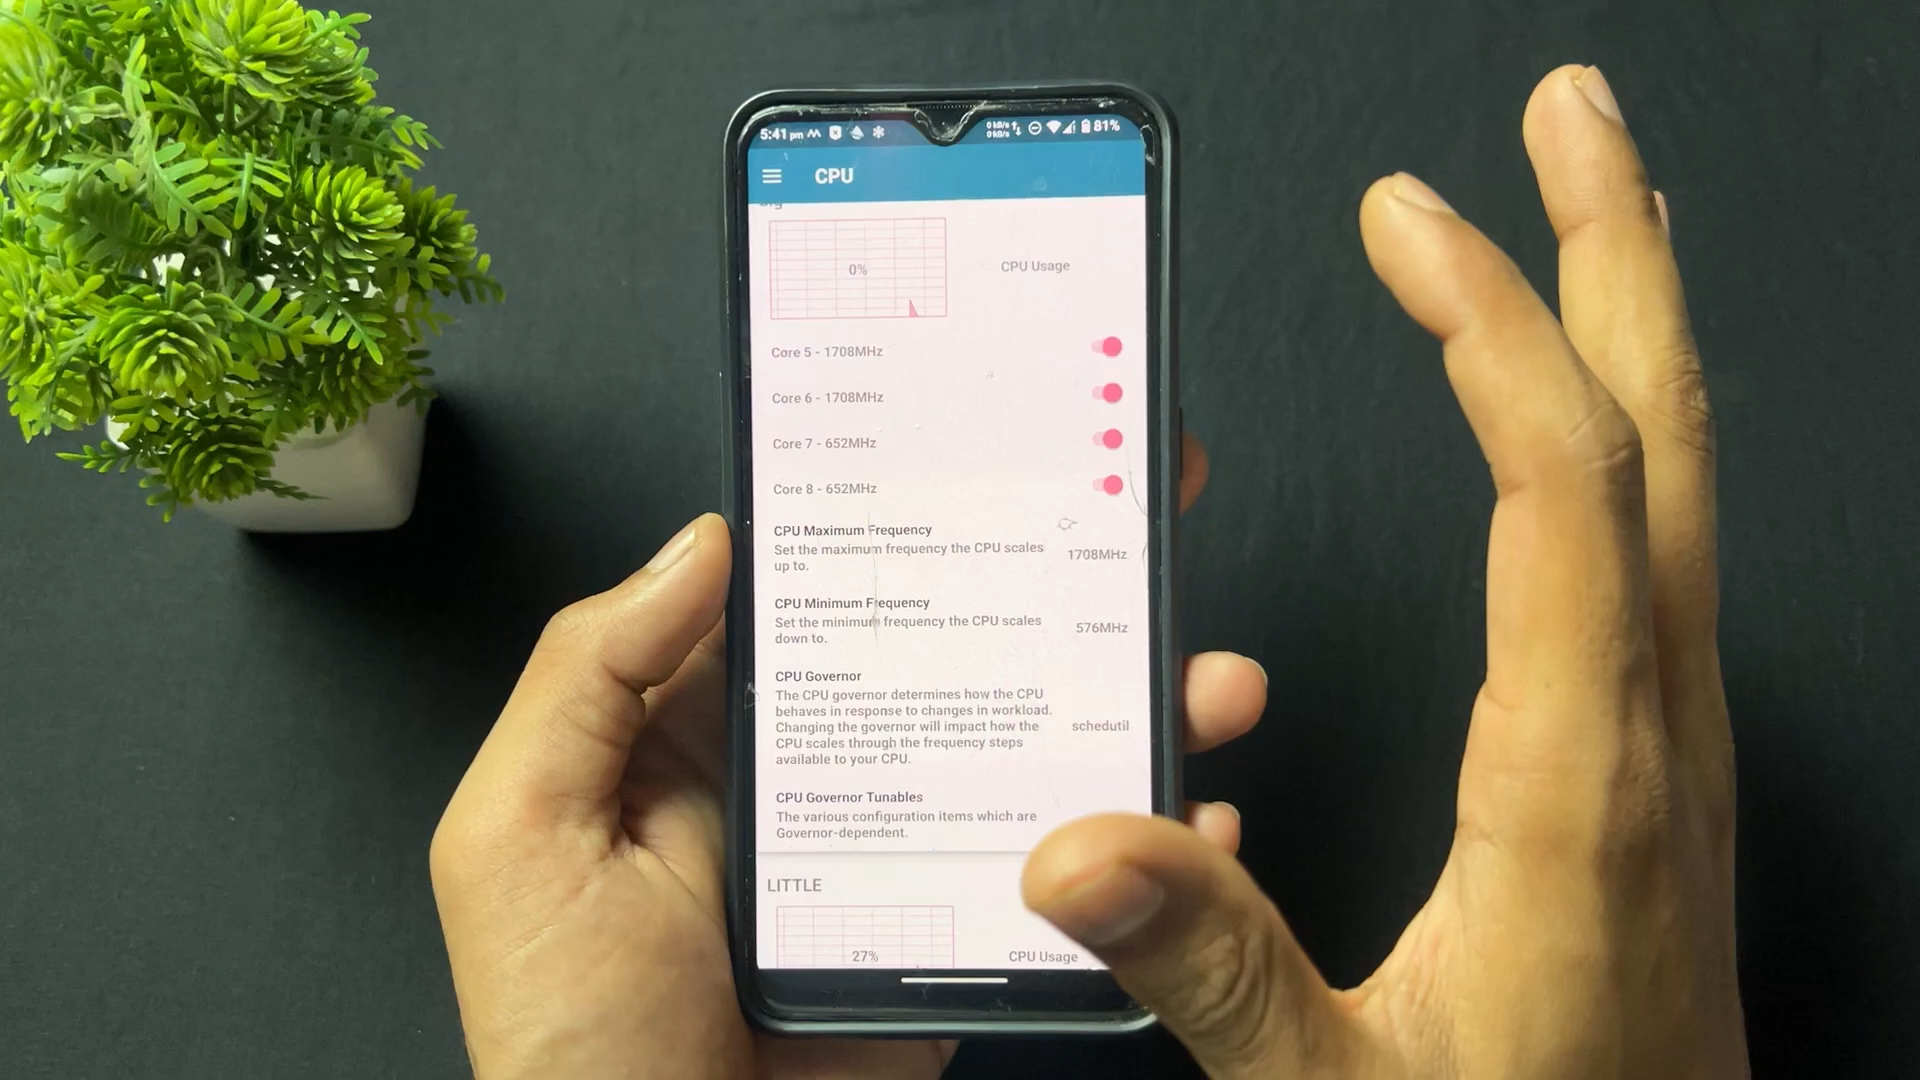 5:41 pm
0 kB/s
0 kB/s
81%
CPU
0%
CPU Usage
Core 5 - 1708MHz
Core 6 - 1708MHz
Core 7 - 652MHz
Core 8 - 652MHz
CPU Maximum Frequency
Set the maximum frequency the CPU scales
up to.
1708MHz
CPU Minimum Frequency
Set the minimum frequency the CPU scales
down to.
576MHz
CPU Governor
The CPU governor determines how the CPU
behaves in response to changes in workload.
Changing the governor will impact how the
CPU scales through the frequency steps
available to your CPU.
schedutil
CPU Governor Tunables
The various configuration items which are
Governor-dependent.
LITTLE
27%
CPU Usage